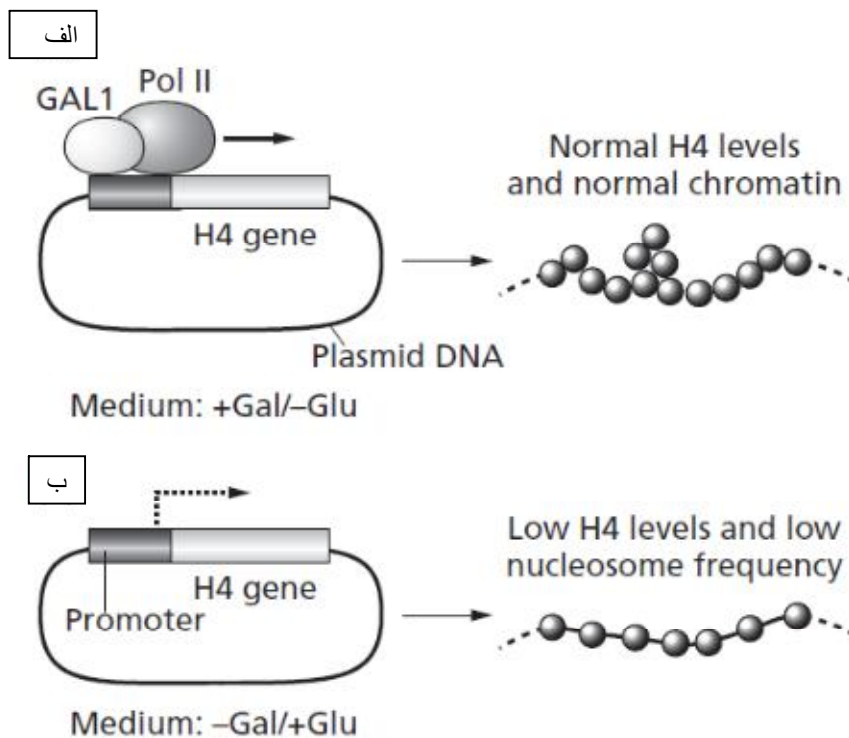 الف
Pol II
GAL1
Normal H4 levels
and normal chromatin
H4 gene
Plasmid DNA
Medium: +Gal/–Glu
ب
Low H4 levels and low
nucleosome frequency
H4 gene
Promoter
Medium: –Gal/+Glu